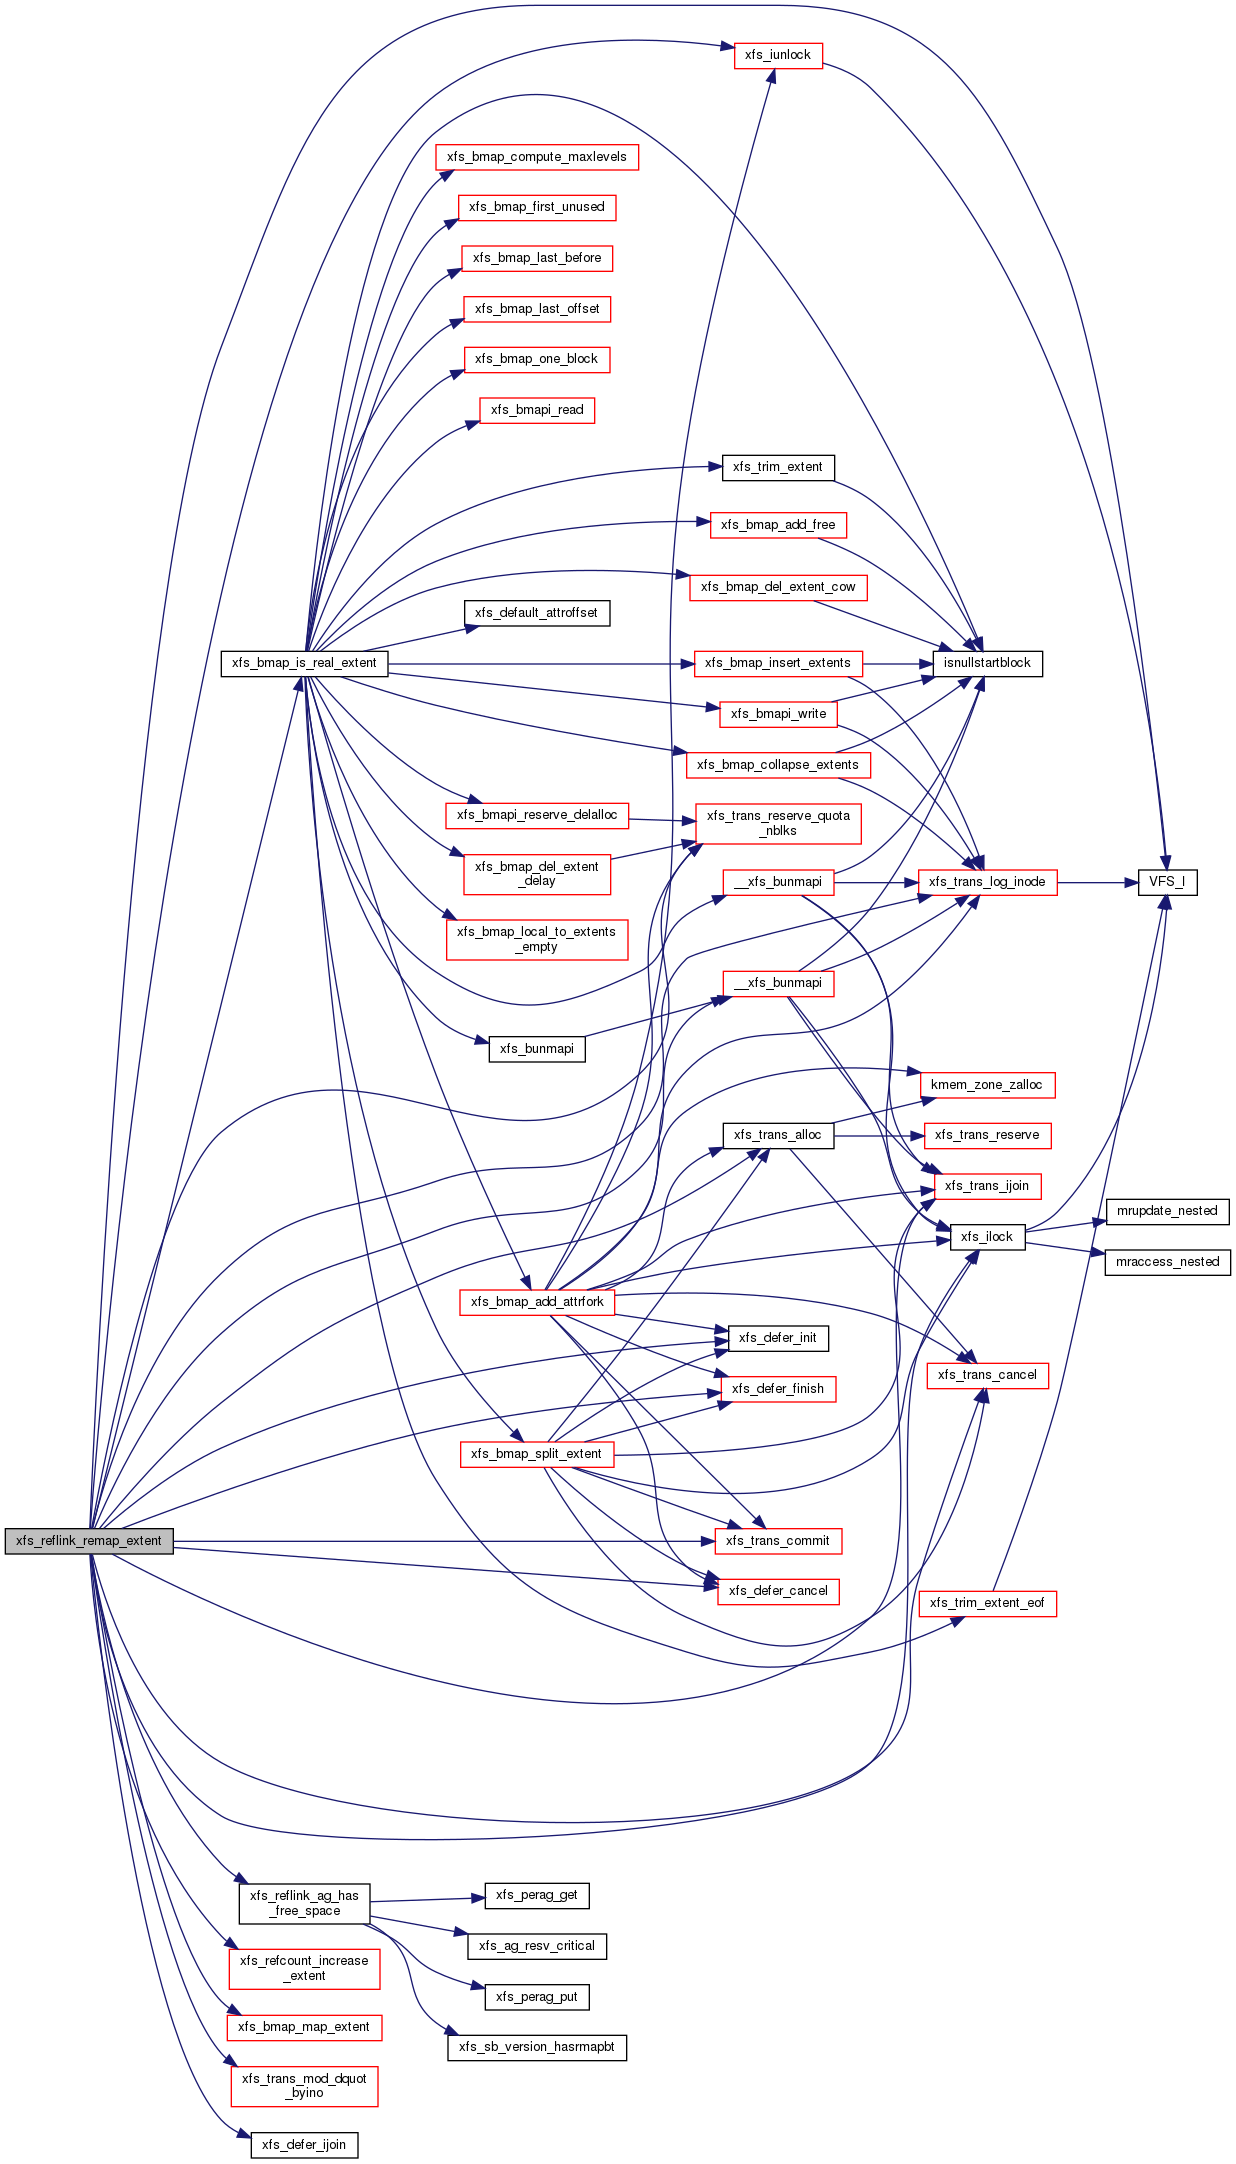 xfs_iunlock
xfs_bmap_compute_maxlevels
xfs_bmap_first_unused
xfs_bmap_last_before
xfs_bmap_last_offset
xfs_bmap_one_block
xfs_bmapi_read
xfs_trim_extent
xfs_bmap_add_free
xfs_bmap_del_extent_cow
xfs_default_attroffset
xfs_bmap_is_real_extent
xfs_bmap_insert_extents
isnullstartblock
xfs_bmapi_write
xfs_bmap_collapse_extents
xfs_bmapi_reserve_delalloc
xfs_trans_reserve_quota
_nblks
xfs_bmap_del_extent
_delay
__xfs_bunmapi
xfs_trans_log_inode
VFS_I
xfs_bmap_local_to_extents
_empty
__xfs_bunmapi
xfs_bunmapi
kmem_zone_zalloc
xfs_trans_alloc
xfs_trans_reserve
xfs_trans_ijoin
mrupdate_nested
xfs_ilock
mraccess_nested
xfs_bmap_add_attrfork
xfs_defer_init
xfs_trans_cancel
xfs_defer_finish
xfs_bmap_split_extent
xfs_reflink_remap_extent
xfs_trans_commit
xfs_defer_cancel
xfs_trim_extent_eof
xfs_reflink_ag_has
_free_space
xfs_perag_get
xfs_ag_resv_critical
xfs_refcount_increase
_extent
xfs_perag_put
xfs_bmap_map_extent
xfs_sb_version_hasrmapbt
xfs_trans_mod_dquot
_byino
xfs_defer_ijoin